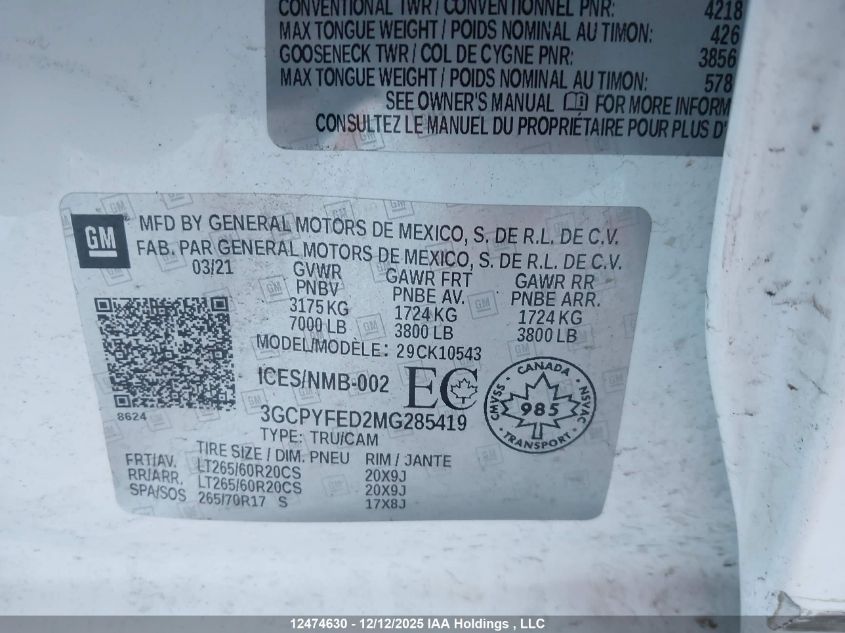 CONVENTIONAL TWR / CONVENTIONNEL PNR: 4218
MAX TONGUE WEIGHT / POIDS NOMINAL AU TIMON: 426
GOOSENECK TWR / COL DE CYGNE PNR: 3856
MAX TONGUE WEIGHT / POIDS NOMINAL AU TIMON: 578
SEE OWNER'S MANUAL FOR MORE INFORM
CONSULTEZ LE MANUEL DU PROPRIÉTAIRE POUR PLUS D'
GM
MFD BY GENERAL MOTORS DE MEXICO, S. DE R.L. DE C.V.
FAB. PAR GENERAL MOTORS DE MEXICO, S. DE R.L. DE C.V.
03/21 GVWR GAWR FRT GAWR RR
PNBV PNBE AV. PNBE ARR.
3175 KG 1724 KG 1724 KG
7000 LB 3800 LB 3800 LB
MODEL/MODÈLE: 29CK10543
ICES/NMB-002 EC
CANADA
CMVSS 985 NSVAC
TRANSPORT
8624
3GCPYFED2MG285419
TYPE: TRU/CAM
TIRE SIZE / DIM. PNEU RIM / JANTE
FRT/AV. LT265/60R20CS 20X9J
RR/ARR. LT265/60R20CS 20X9J
SPA/SOS 265/70R17 S 17X8J
12474630 - 12/12/2025 IAA Holdings , LLC